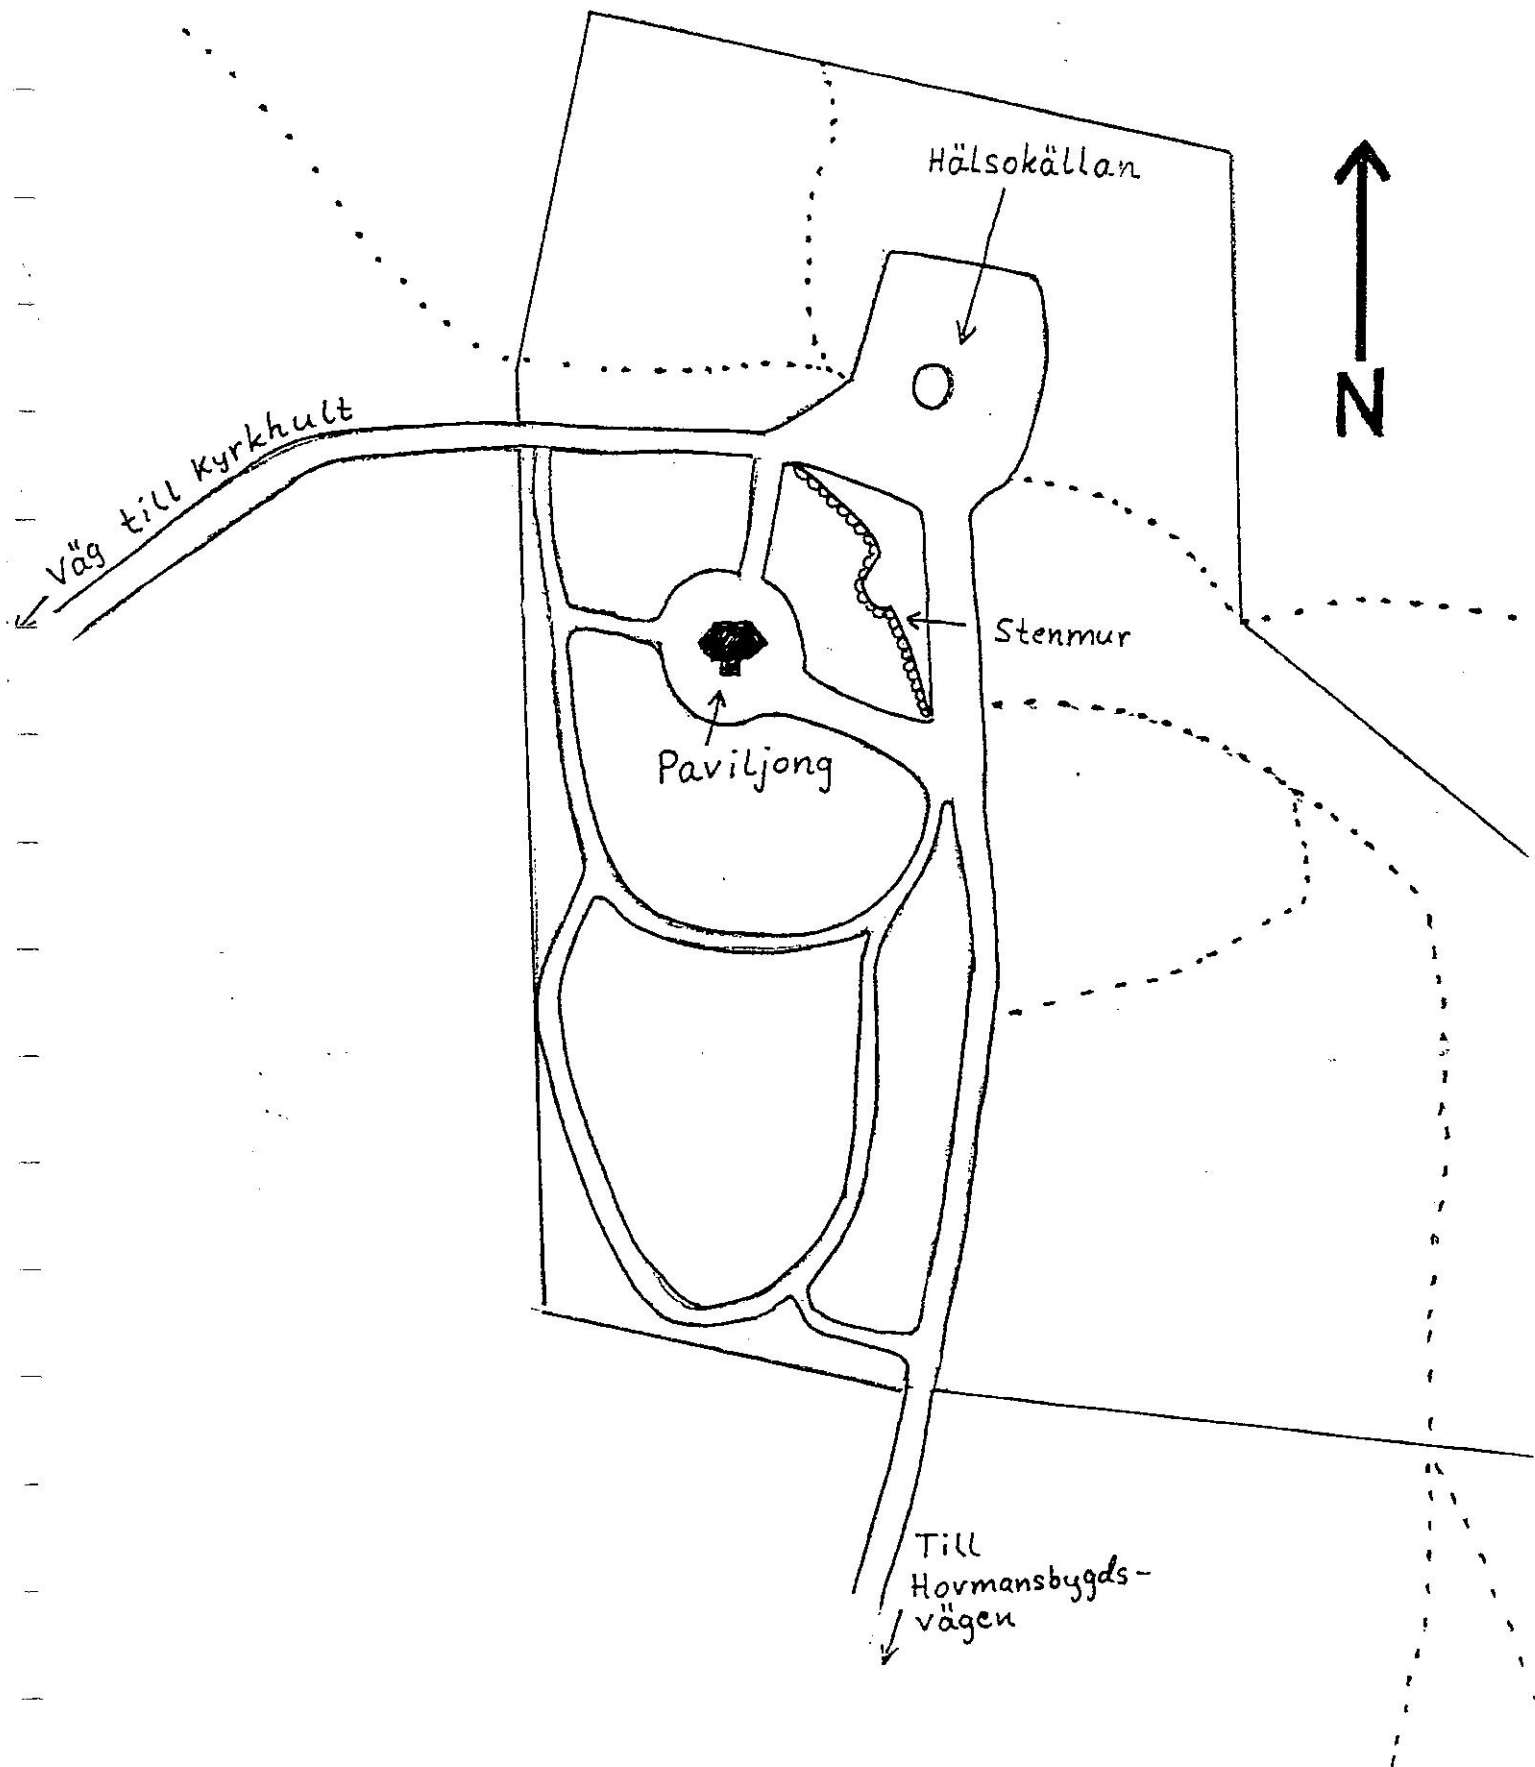 Hälsokällan
N
Väg till Kyrkhult
Stenmur
Paviljong
Till
Hovmansbygds-
vägen